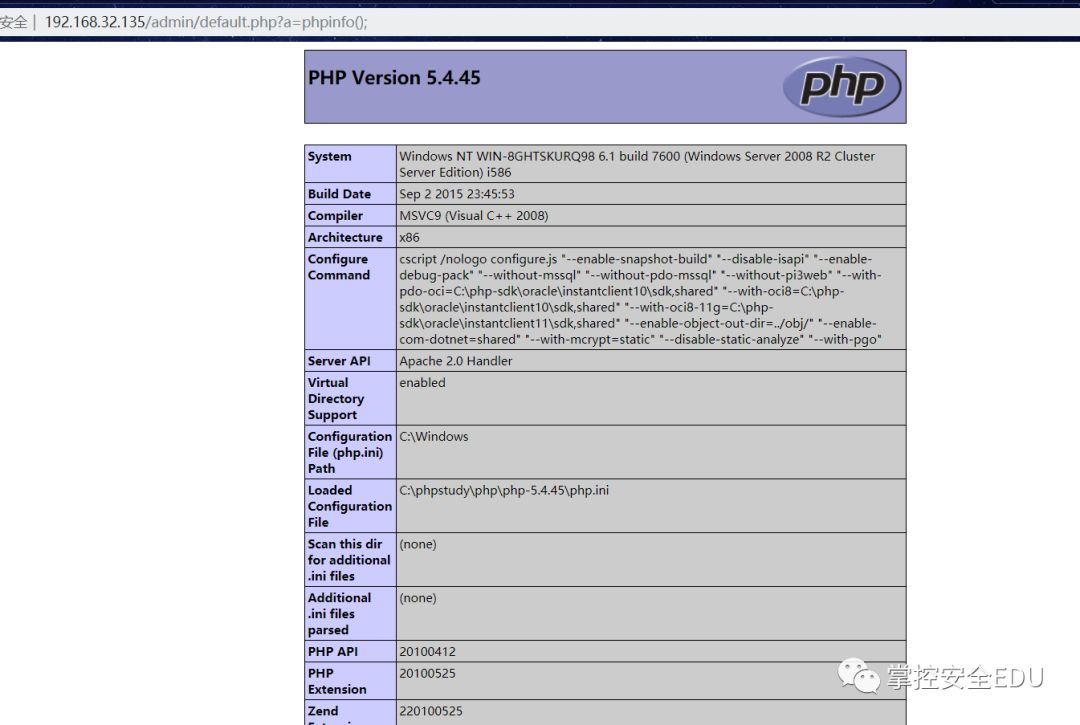 安全 | 192.168.32.135/admin/default.php?a=phpinfo();
PHP Version 5.4.45
php
System
Windows NT WIN-8GHTSKURQ98 6.1 build 7600 (Windows Server 2008 R2 Cluster
Server Edition) i586
Build Date
Sep 2 2015 23:45:53
Compiler
MSVC9 (Visual C++ 2008)
Architecture
x86
Configure
Command
cscript /nologo configure.js "--enable-snapshot-build" "--disable-isapi" "--enable-
debug-pack" "--without-mssql" "--without-pdo-mssql" "--without-pi3web" "--with-
pdo-oci=C:\php-sdk\oracle\instantclient10\sdk,shared" "--with-oci8=C:\php-
sdk\oracle\instantclient10\sdk,shared" "--with-oci8-11g=C:\php-
sdk\oracle\instantclient11\sdk,shared" "--enable-object-out-dir=../obj/" "--enable-
com-dotnet=shared" "--with-mcrypt=static" "--disable-static-analyze" "--with-pgo"
Server API
Apache 2.0 Handler
Virtual
Directory
Support
enabled
Configuration
File (php.ini)
Path
C:\Windows
Loaded
Configuration
File
C:\phpstudy\php\php-5.4.45\php.ini
Scan this dir
for additional
.ini files
(none)
Additional
.ini files
parsed
(none)
PHP API
20100412
PHP
Extension
20100525
Zend
220100525
掌控安全EDU